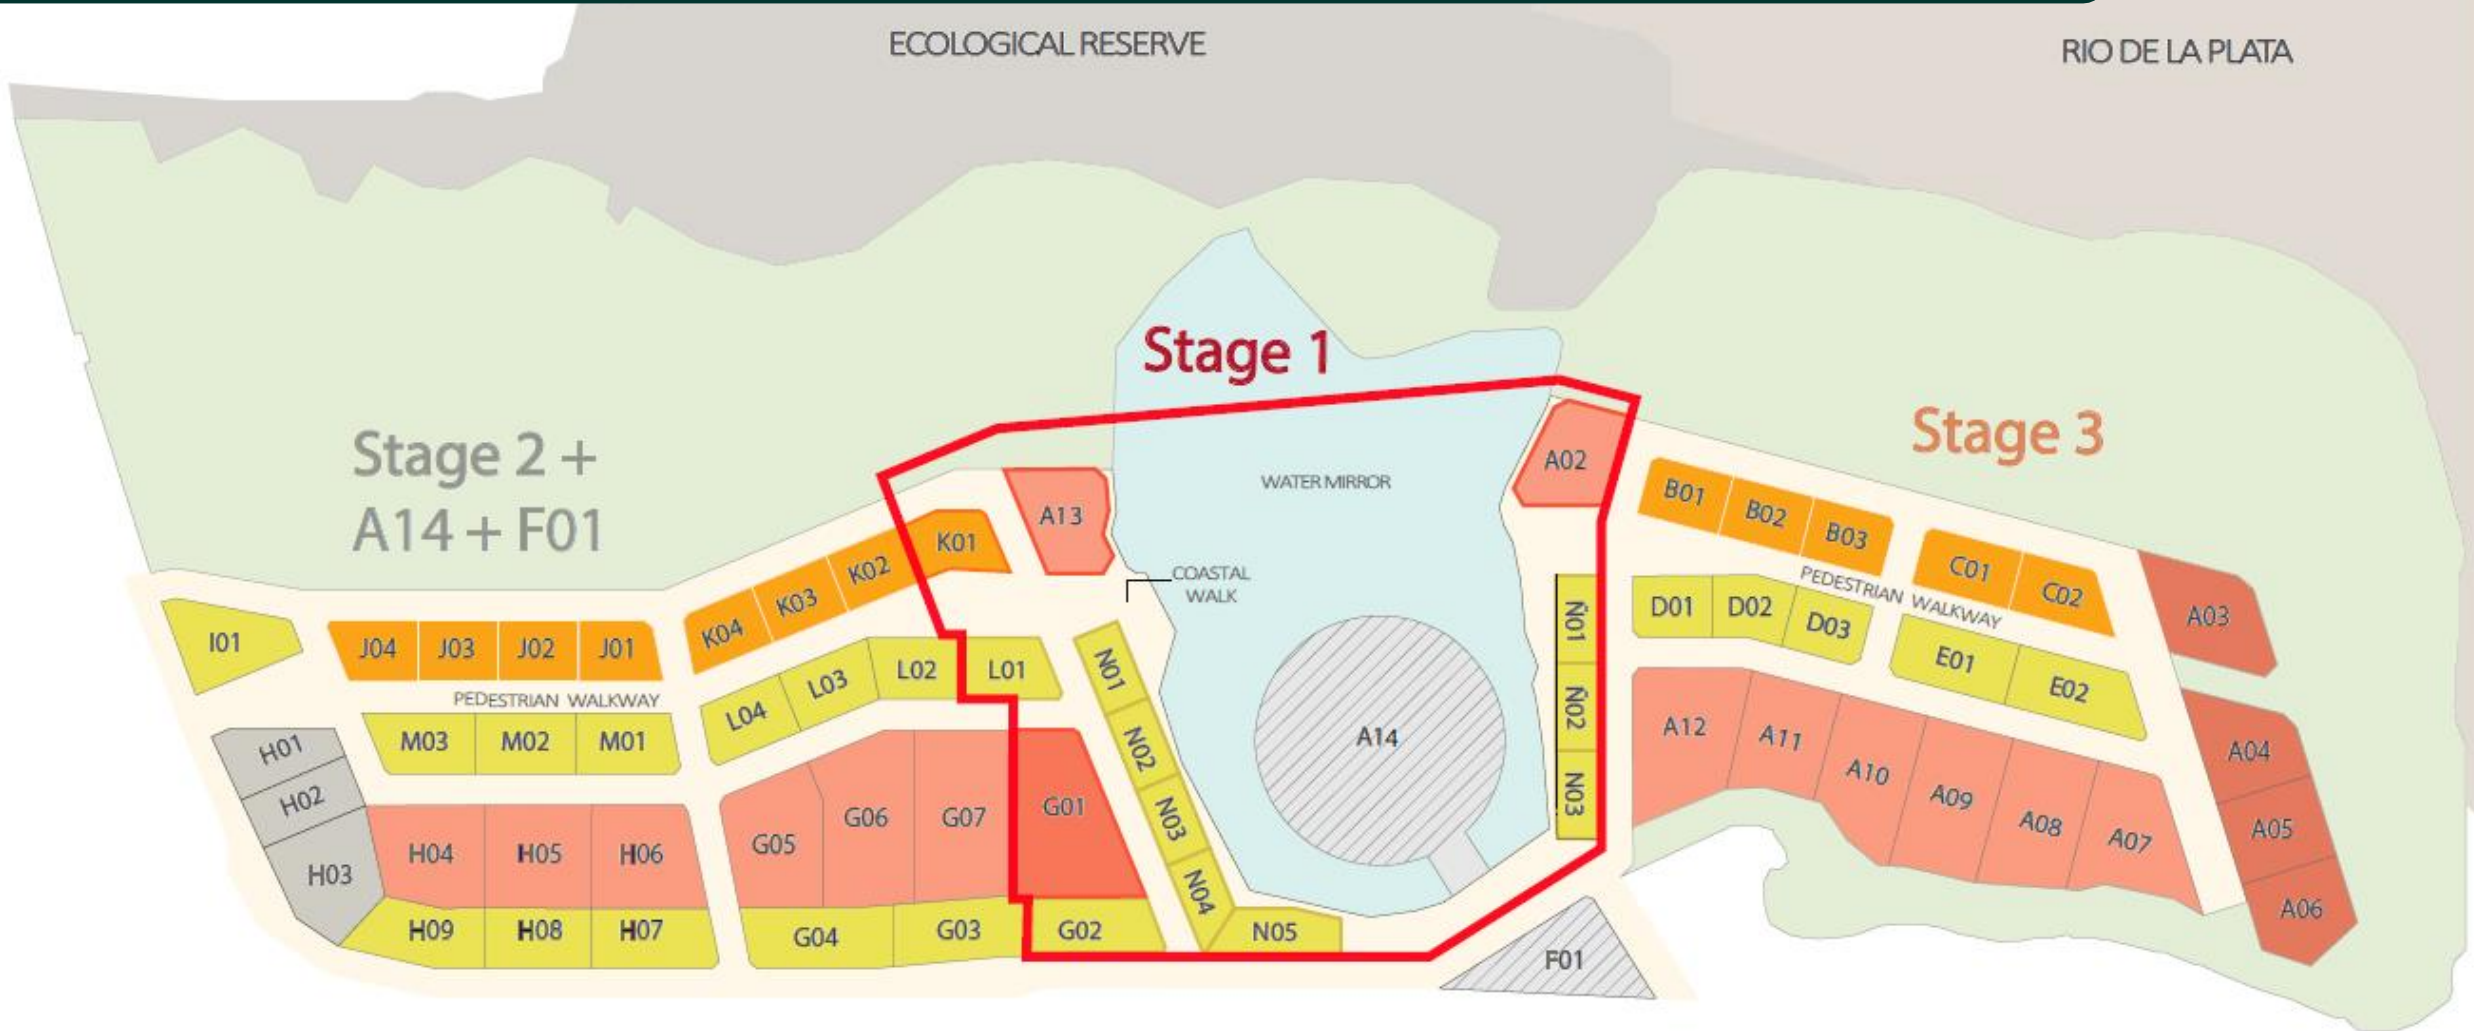 ECOLOGICAL RESERVE
RIO DE LA PLATA
Stage 1
Stage 2 +
A14 + F01
Stage 3
WATER MIRROR
COASTAL
WALK
A13
A02
K01
K02
K03
K04
B01
B02
B03
C01
C02
PEDESTRIAN WALKWAY
A03
I01
J04
J03
J02
J01
PEDESTRIAN WALKWAY
L04
L03
L02
L01
N01
N02
N03
N04
N05
Ñ01
Ñ02
N03
D01
D02
D03
E01
E02
M03
M02
M01
H01
H02
H03
H04
H05
H06
H09
H08
H07
G05
G06
G07
G01
G04
G03
G02
A14
F01
A12
A11
A10
A09
A08
A07
A04
A05
A06